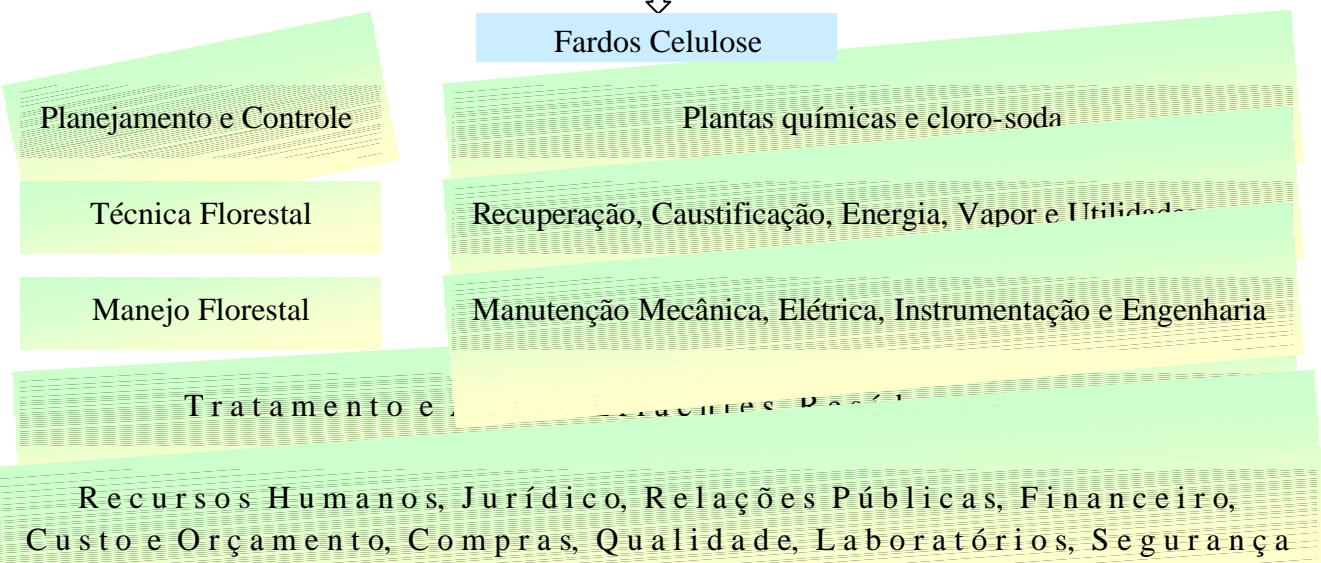 Fardos Celulose
Planejamento e Controle
Plantas químicas e cloro-soda
Técnica Florestal
Recuperação, Caustificação, Energia, Vapor e Utilidades
Manejo Florestal
Manutenção Mecânica, Elétrica, Instrumentação e Engenharia
Tratamento e
Recursos Humanos, Jurídico, Relações Públicas, Financeiro,
Custo e Orçamento, Compras, Qualidade, Laboratórios, Segurança